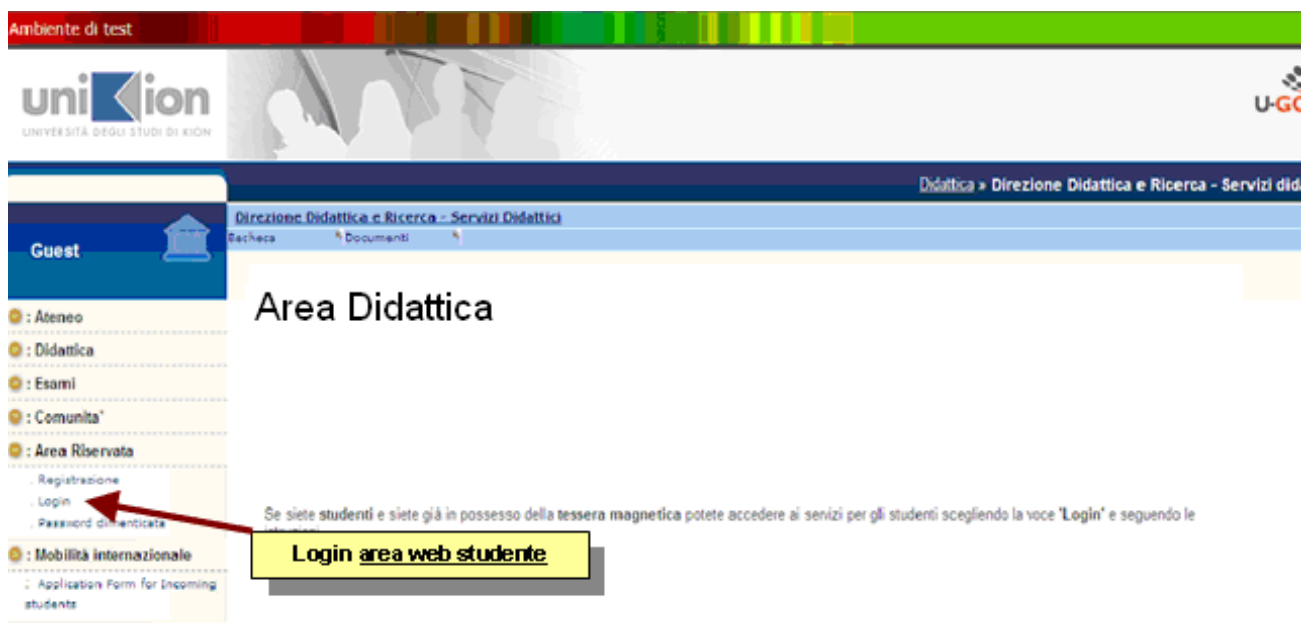 Ambiente di test
uniKion
UNIVERSITÀ DEGLI STUDI DI KION
U-GO
Didattica » Direzione Didattica e Ricerca - Servizi did
Guest
Direzione Didattica e Ricerca - Servizi Didattici
Bacheca Documenti
Area Didattica
: Ateneo
: Didattica
: Esami
: Comunita'
: Area Riservata
. Registrazione
. Login
. Password dimenticata
Se siete studenti e siete già in possesso della tessera magnetica potete accedere ai servizi per gli studenti scegliendo la voce "Login" e seguendo le
Login area web studente
: Mobilità internazionale
: Application Form for Incoming
students